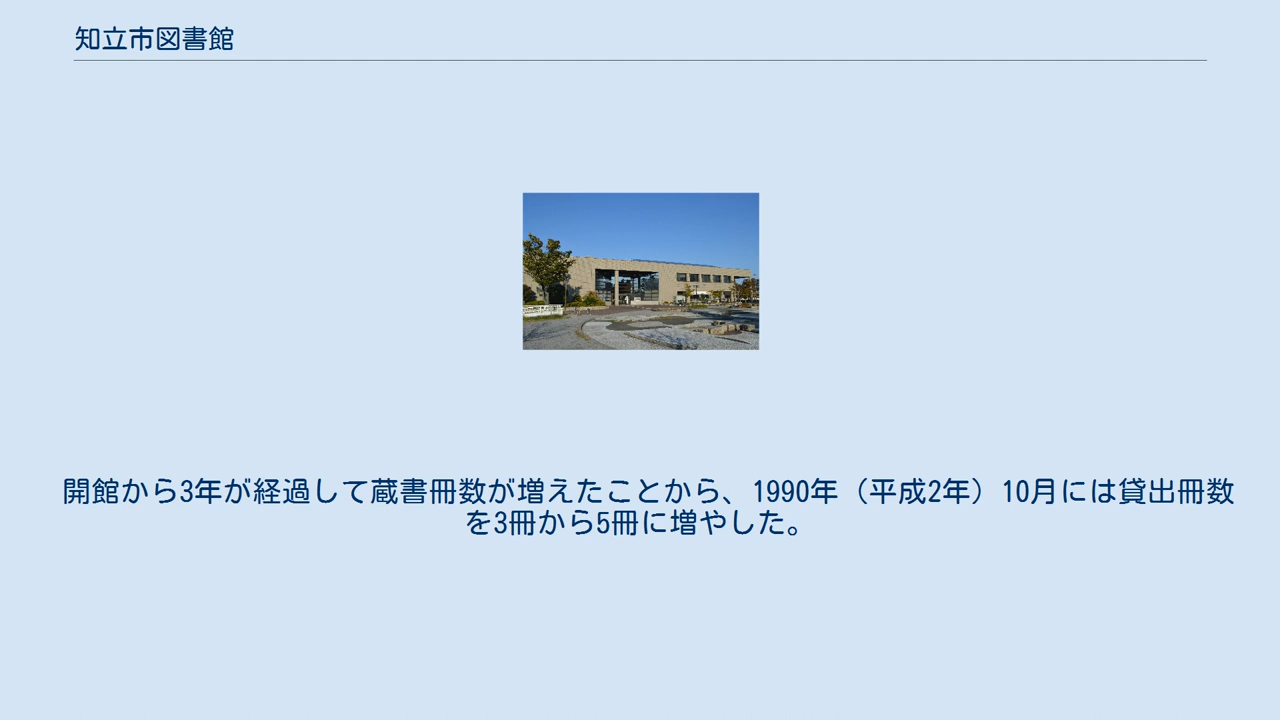 知立市図書館
開館から3年が経過して蔵書冊数が増えたことから、1990年（平成2年）10月には貸出冊数
を3冊から5冊に増やした。